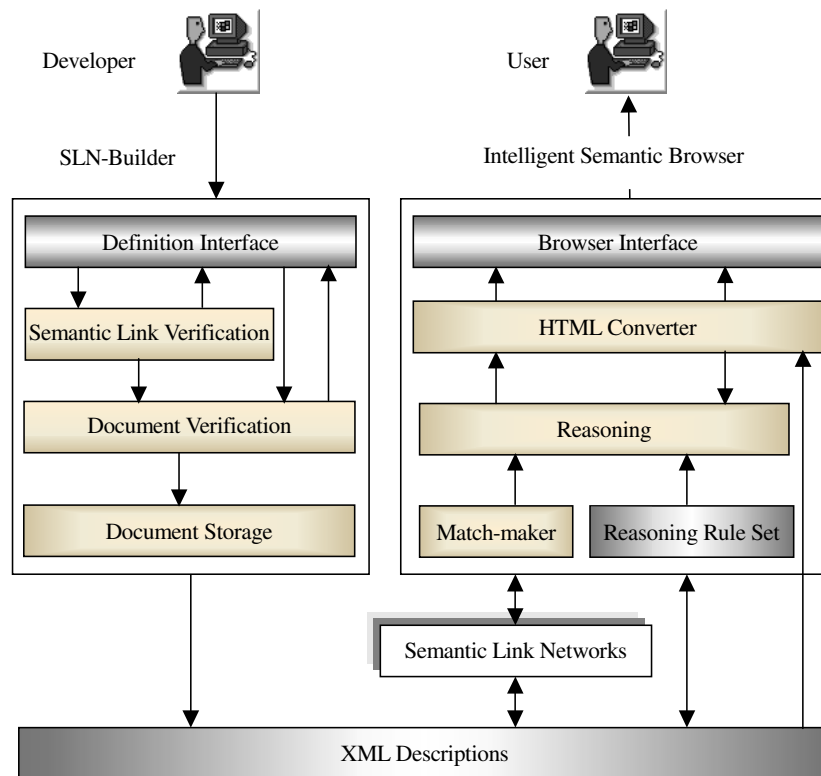 Developer
User
SLN-Builder
Intelligent Semantic Browser
Definition Interface
Browser Interface
Semantic Link Verification
HTML Converter
Document Verification
Reasoning
Document Storage
Match-maker
Reasoning Rule Set
Semantic Link Networks
XML Descriptions